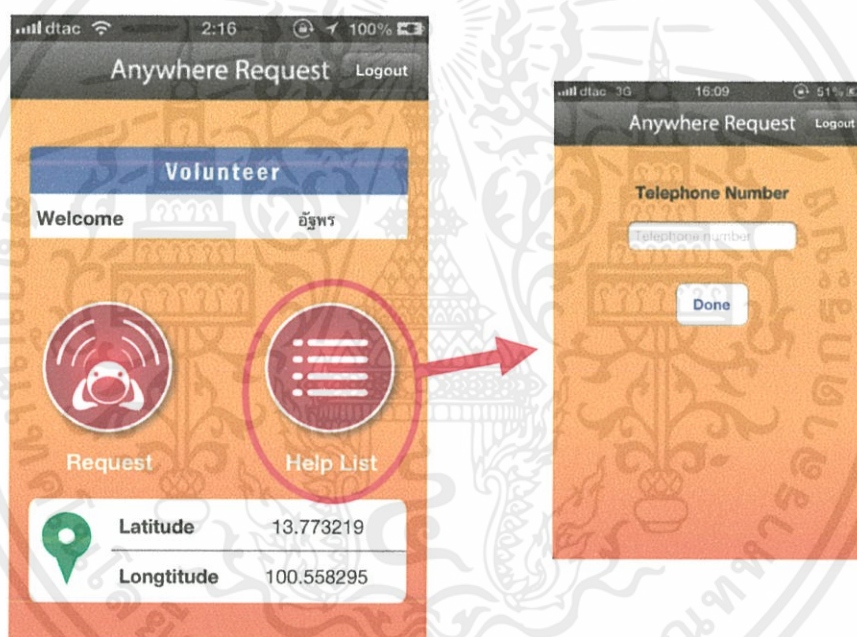 dtac 2:16 100%
Anywhere Request Logout
Volunteer
Welcome อัฐพร
Request Help List
Latitude 13.773219
Longtitude 100.558295
dtac 3G 16:09 51%
Anywhere Request Logout
Telephone Number
Telephone number
Done